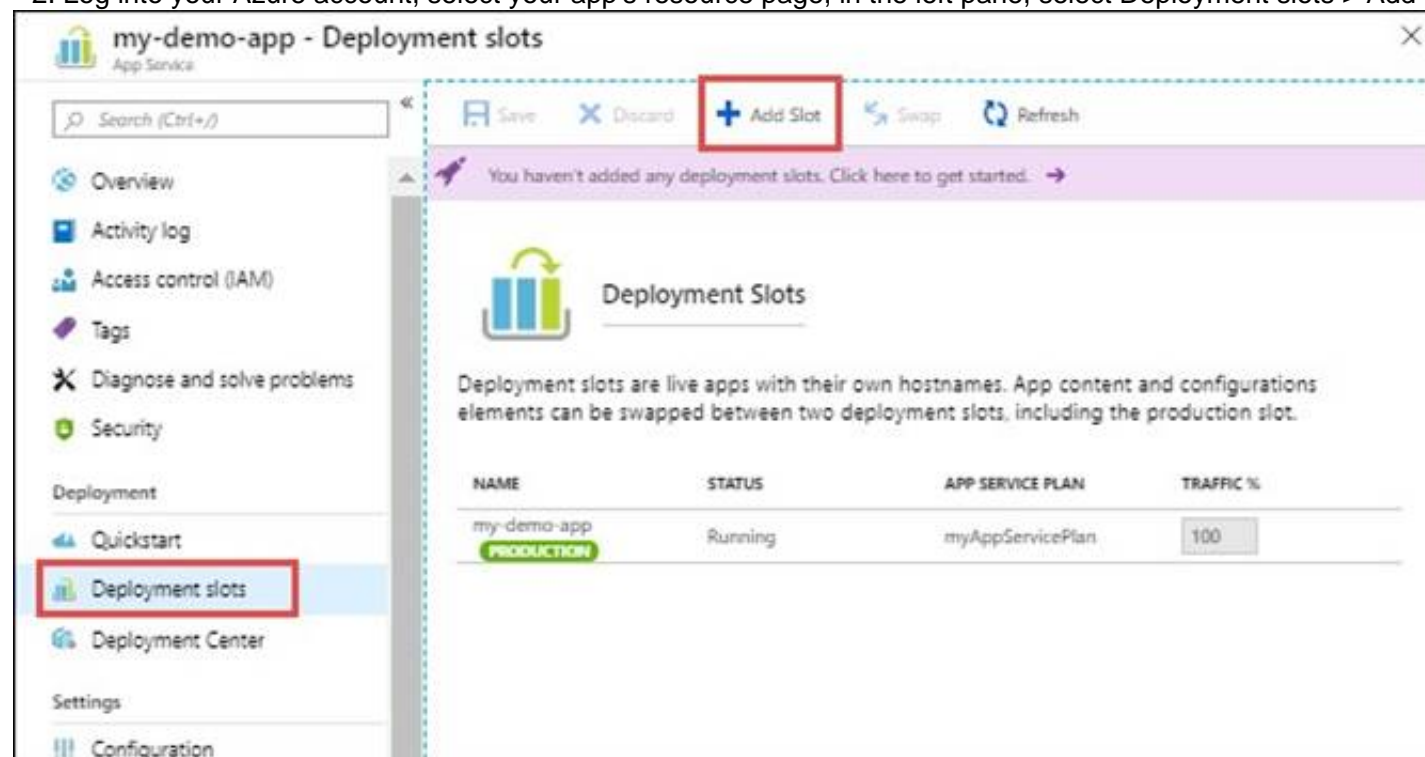 2. Log into your Azure account, select your app's resource page, in the left pane, select Deployment slots > Add
my-demo-app - Deployment slots
App Service
Search (Ctrl+/)
Overview
Activity log
Access control (IAM)
Tags
Diagnose and solve problems
Security
Deployment
Quickstart
Deployment slots
Deployment Center
Settings
Configuration
Save Discard Add Slot Swap Refresh
You haven't added any deployment slots. Click here to get started.
Deployment Slots
Deployment slots are live apps with their own hostnames. App content and configurations
elements can be swapped between two deployment slots, including the production slot.
NAME STATUS APP SERVICE PLAN TRAFFIC %
my-demo-app Running myAppServicePlan 100
PRODUCTION